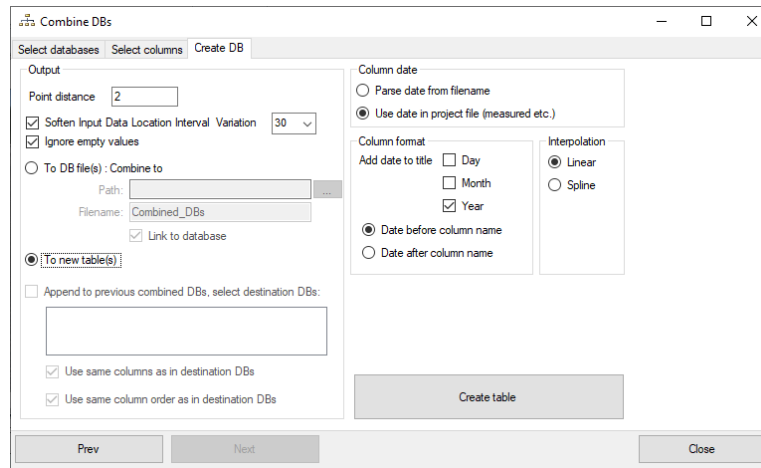 Combine DBs
Select databases Select columns Create DB
Output
Point distance 2
Soften Input Data Location Interval Variation 30
Ignore empty values
To DB file(s) : Combine to
Path: ...
Filename: Combined_DBs
Link to database
To new table(s)
Append to previous combined DBs, select destination DBs:
Use same columns as in destination DBs
Use same column order as in destination DBs
Column date
Parse date from filename
Use date in project file (measured etc.)
Column format
Add date to title Day
Month
Year
Date before column name
Date after column name
Interpolation
Linear
Spline
Create table
Prev Next Close